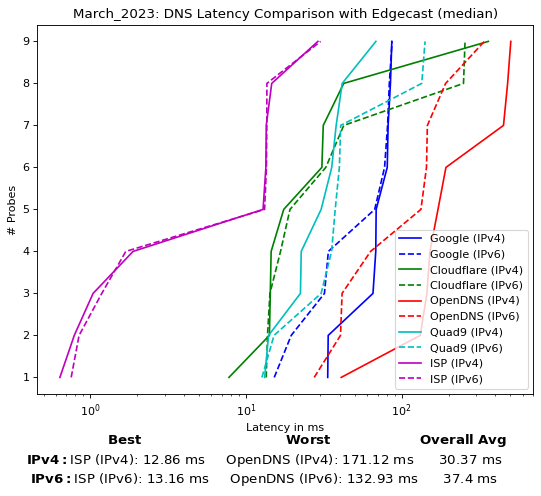 March_2023: DNS Latency Comparison with Edgecast (median)
# Probes
9
8
7
6
5
4
3
2
1
Google (IPv4)
Google (IPv6)
Cloudflare (IPv4)
Cloudflare (IPv6)
OpenDNS (IPv4)
OpenDNS (IPv6)
Quad9 (IPv4)
Quad9 (IPv6)
ISP (IPv4)
ISP (IPv6)
10⁰ 10¹ 10²
Latency in ms
Best Worst Overall Avg
IPv4: ISP (IPv4): 12.86 ms OpenDNS (IPv4): 171.12 ms 30.37 ms
IPv6: ISP (IPv6): 13.16 ms OpenDNS (IPv6): 132.93 ms 37.4 ms